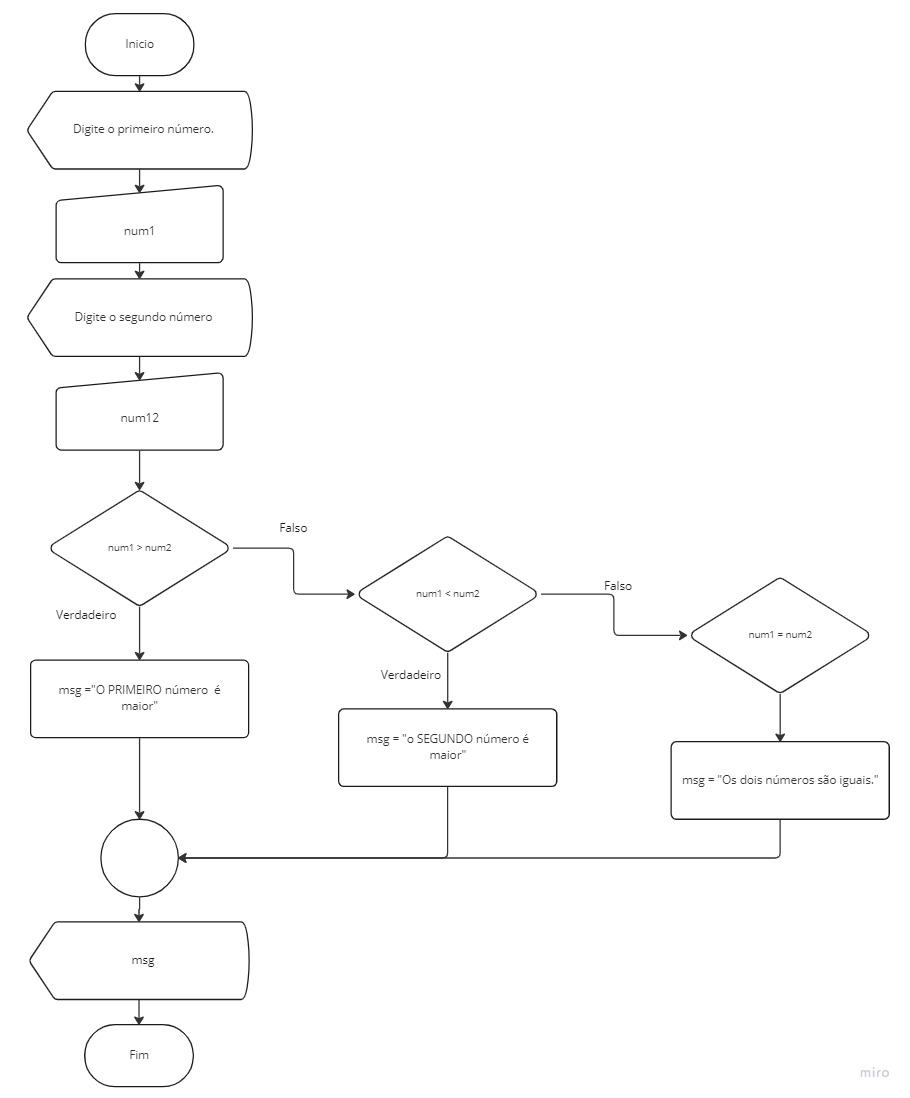 Inicio
Digite o primeiro número.
num1
Digite o segundo número
num12
num1 > num2
Falso
Verdadeiro
num1 < num2
Falso
Verdadeiro
num1 = num2
msg ="O PRIMEIRO número  é
maior"
msg = "o SEGUNDO número é
maior"
msg = "Os dois números são iguais."
msg
Fim
miro